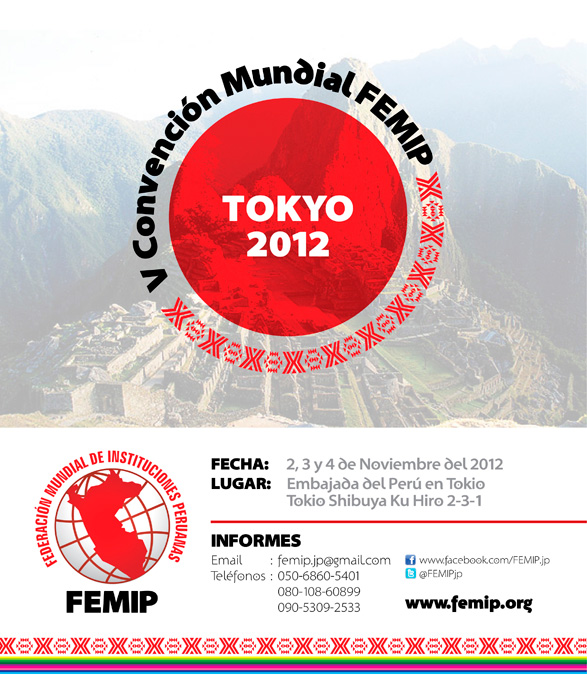 V Convención Mundial FEMIP
TOKYO
2012
FEDERACIÓN MUNDIAL DE INSTITUCIONES PERUANAS
FEMIP
FECHA: 2, 3 y 4 de Noviembre del 2012
LUGAR: Embajada del Perú en Tokio
Tokio Shibuya Ku Hiro 2-3-1
INFORMES
Email : femip.jp@gmail.com
Teléfonos : 050-6860-5401
080-108-60899
090-5309-2533
www.facebook.com/FEMIP.jp
@FEMIPjp
www.femip.org